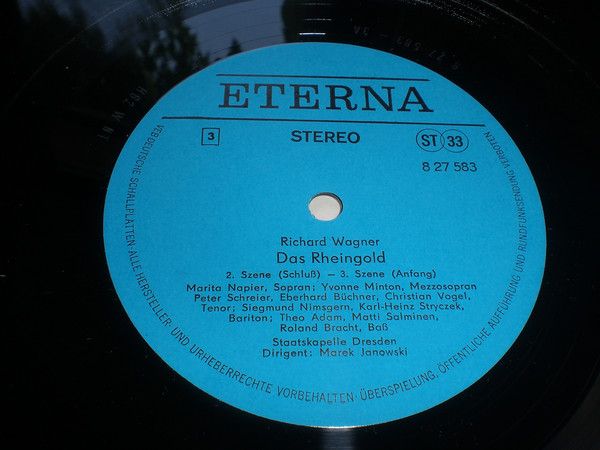 ETERNA
3 STEREO ST 33
8 27 583
Richard Wagner
Das Rheingold
2. Szene (Schluß) – 3. Szene (Anfang)
Marita Napier, Sopran; Yvonne Minton, Mezzosopran
Peter Schreier, Eberhard Büchner, Christian Vogel,
Tenor; Siegmund Nimsgern, Karl-Heinz Stryczek,
Bariton; Theo Adam, Matti Salminen,
Roland Bracht, Baß
Staatskapelle Dresden
Dirigent: Marek Janowski
VEB DEUTSCHE SCHALLPLATTEN · ALLE HERSTELLER- UND URHEBERRECHTE VORBEHALTEN · ÜBERSPIELUNG, ÖFFENTLICHE AUFFÜHRUNG UND RUNDFUNKSENDUNG VERBOTEN